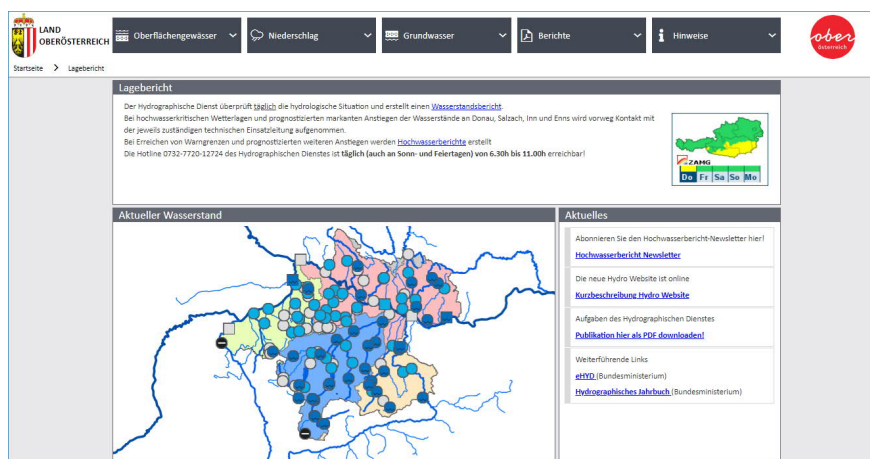 LAND
OBERÖSTERREICH
Oberflächengewässer
Niederschlag
Grundwasser
Berichte
Hinweise
ober
österreich
Startseite > Lagebericht
Lagebericht
Der Hydrographische Dienst überprüft täglich die hydrologische Situation und erstellt einen Wasserstandsbericht.
Bei hochwasserkritischen Wetterlagen und prognostizierten markanten Anstiegen der Wasserstände an Donau, Salzach, Inn und Enns wird vorweg Kontakt mit
der jeweils zuständigen technischen Einsatzleitung aufgenommen.
Bei Erreichen von Warngrenzen und prognostizierten weiteren Anstiegen werden Hochwasserberichte erstellt
Die Hotline 0732-7720-12724 des Hydrographischen Dienstes ist täglich (auch an Sonn- und Feiertagen) von 6.30h bis 11.00h erreichbar!
ZAMG
Do Fr Sa So Mo
Aktueller Wasserstand
Aktuelles
Abonnieren Sie den Hochwasserbericht-Newsletter hier!
Hochwasserbericht Newsletter
Die neue Hydro Website ist online
Kurzbeschreibung Hydro Website
Aufgaben des Hydrographischen Dienstes
Publikation hier als PDF downloaden!
Weiterführende Links
eHYD (Bundesministerium)
Hydrographisches Jahrbuch (Bundesministerium)